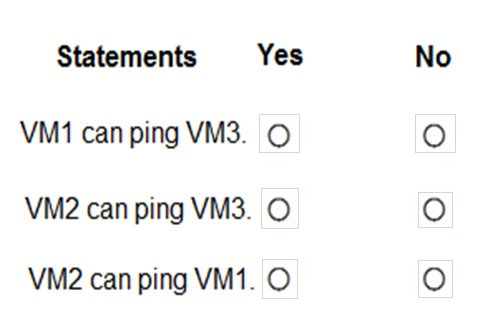 Statements Yes No
VM1 can ping VM3.
VM2 can ping VM3.
VM2 can ping VM1.